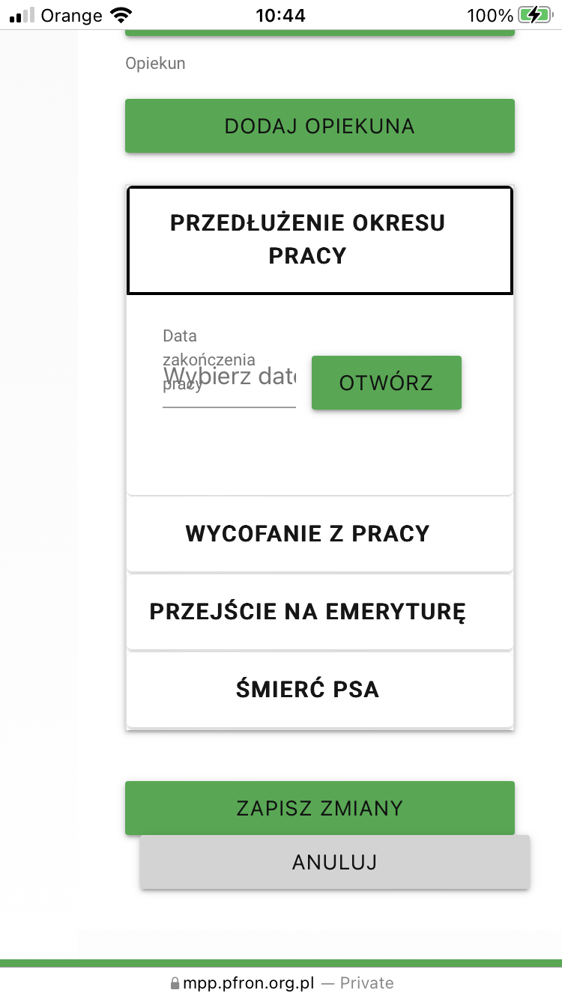 Orange 10:44 100%
Opiekun
DODAJ OPIEKUNA
PRZEDŁUŻENIE OKRESU
PRACY
Data
zakończenia
pracy
Wybierz datę
OTWÓRZ
WYCOFANIE Z PRACY
PRZEJŚCIE NA EMERYTURĘ
ŚMIERĆ PSA
ZAPISZ ZMIANY
ANULUJ
mpp.pfron.org.pl — Private